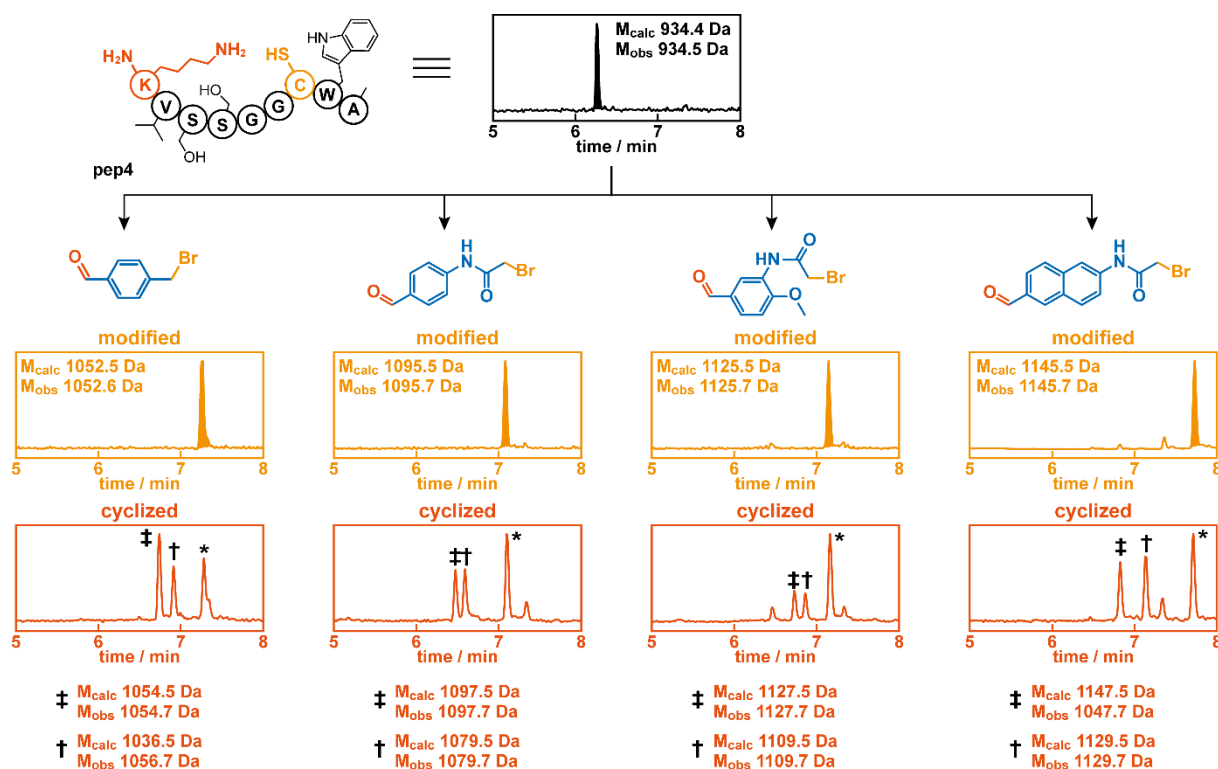 H₂N
NH₂
HS
HN
K
V
S
S
G
G
C
W
A
HO
OH
pep4
Mcalc 934.4 Da
Mobs 934.5 Da
5 6 7 8
time / min
O
Br
O
H
N
O
Br
O
HN
O
Br
O
O
H
N
O
Br
modified
Mcalc 1052.5 Da
Mobs 1052.6 Da
5 6 7 8
time / min
modified
Mcalc 1095.5 Da
Mobs 1095.7 Da
5 6 7 8
time / min
modified
Mcalc 1125.5 Da
Mobs 1125.7 Da
5 6 7 8
time / min
modified
Mcalc 1145.5 Da
Mobs 1145.7 Da
5 6 7 8
time / min
cyclized
‡ † *
5 6 7 8
time / min
‡ Mcalc 1054.5 Da
Mobs 1054.7 Da
† Mcalc 1036.5 Da
Mobs 1056.7 Da
cyclized
‡ † *
5 6 7 8
time / min
‡ Mcalc 1097.5 Da
Mobs 1097.7 Da
† Mcalc 1079.5 Da
Mobs 1079.7 Da
cyclized
‡ † *
5 6 7 8
time / min
‡ Mcalc 1127.5 Da
Mobs 1127.7 Da
† Mcalc 1109.5 Da
Mobs 1109.7 Da
cyclized
‡ † *
5 6 7 8
time / min
‡ Mcalc 1147.5 Da
Mobs 1047.7 Da
† Mcalc 1129.5 Da
Mobs 1129.7 Da